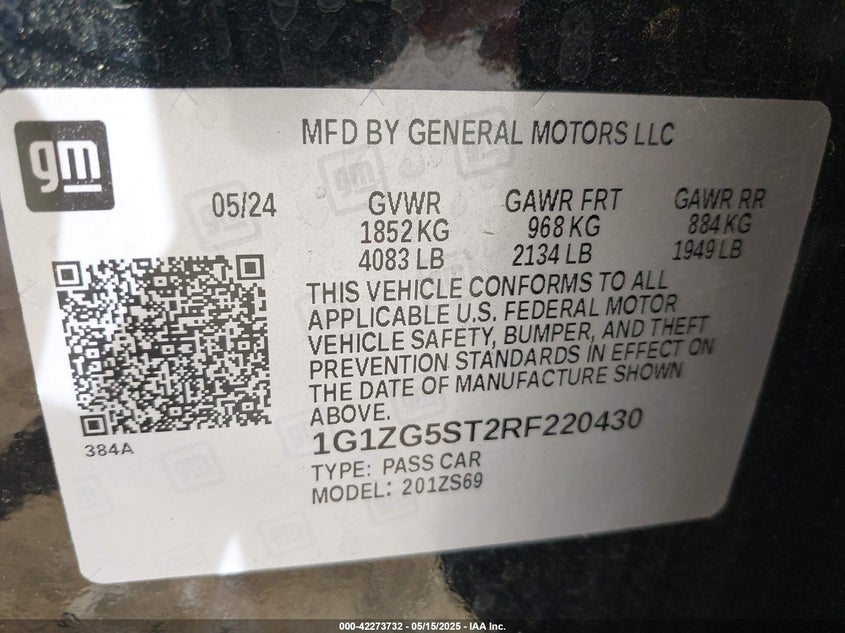 gm
MFD BY GENERAL MOTORS LLC
05/24 GVWR GAWR FRT GAWR RR
1852 KG 968 KG 884 KG
4083 LB 2134 LB 1949 LB
THIS VEHICLE CONFORMS TO ALL
APPLICABLE U.S. FEDERAL MOTOR
VEHICLE SAFETY, BUMPER, AND THEFT
PREVENTION STANDARDS IN EFFECT ON
THE DATE OF MANUFACTURE SHOWN
ABOVE.
384A
1G1ZG5ST2RF220430
TYPE: PASS CAR
MODEL: 201ZS69
000-42273732 - 05/15/2025 - IAA Inc.